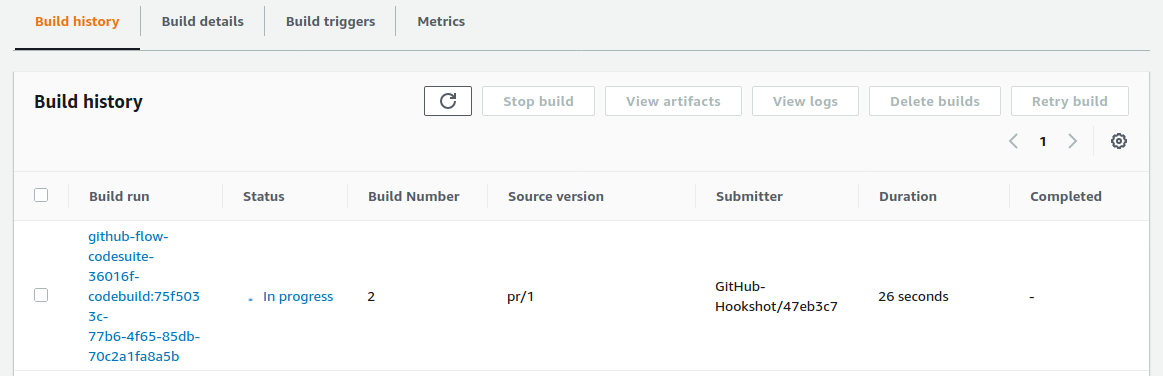 Build history Build details Build triggers Metrics
Build history Stop build View artifacts View logs Delete builds Retry build
1
Build run Status Build Number Source version Submitter Duration Completed
github-flow-
codesuite-
36016f-
codebuild:75f503
3c-
77b6-4f65-85db-
70c2a1fa8a5b
In progress
2
pr/1
GitHub-
Hookshot/47eb3c7
26 seconds
-